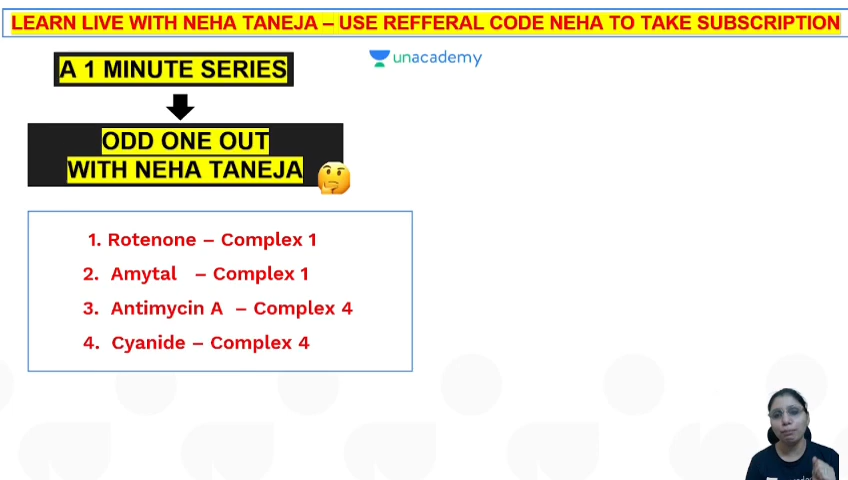 LEARN LIVE WITH NEHA TANEJA – USE REFFERAL CODE NEHA TO TAKE SUBSCRIPTION
A 1 MINUTE SERIES
unacademy
ODD ONE OUT
WITH NEHA TANEJA
1. Rotenone – Complex 1
2. Amytal – Complex 1
3. Antimycin A – Complex 4
4. Cyanide – Complex 4